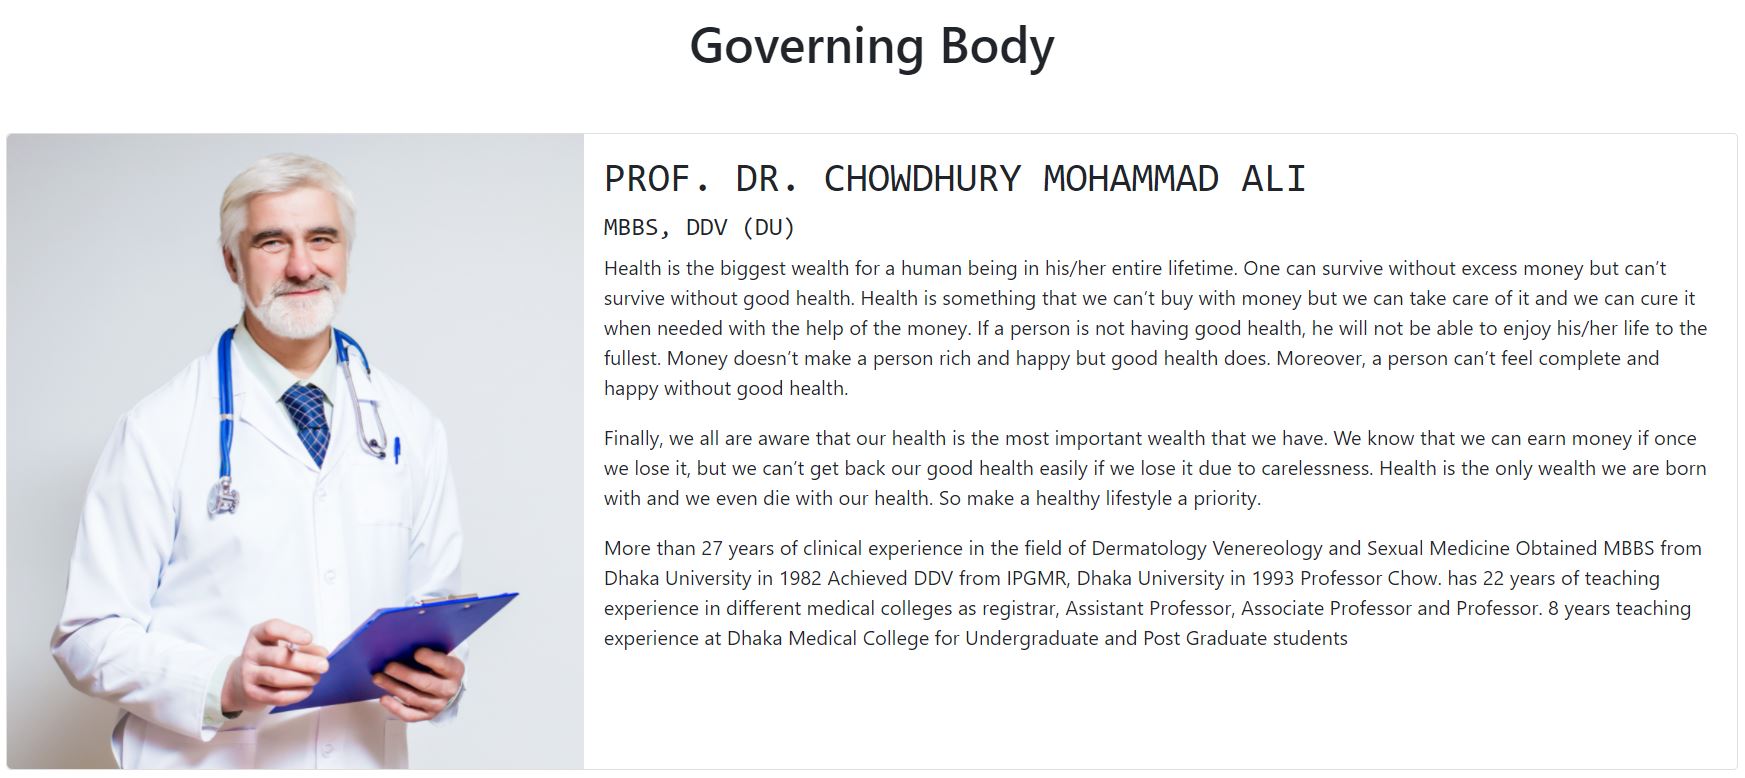 Governing Body
PROF. DR. CHOWDHURY MOHAMMAD ALI
MBBS, DDV (DU)
Health is the biggest wealth for a human being in his/her entire lifetime. One can survive without excess money but can’t
survive without good health. Health is something that we can’t buy with money but we can take care of it and we can cure it
when needed with the help of the money. If a person is not having good health, he will not be able to enjoy his/her life to the
fullest. Money doesn’t make a person rich and happy but good health does. Moreover, a person can’t feel complete and
happy without good health.
Finally, we all are aware that our health is the most important wealth that we have. We know that we can earn money if once
we lose it, but we can’t get back our good health easily if we lose it due to carelessness. Health is the only wealth we are born
with and we even die with our health. So make a healthy lifestyle a priority.
More than 27 years of clinical experience in the field of Dermatology Venereology and Sexual Medicine Obtained MBBS from
Dhaka University in 1982 Achieved DDV from IPGMR, Dhaka University in 1993 Professor Chow. has 22 years of teaching
experience in different medical colleges as registrar, Assistant Professor, Associate Professor and Professor. 8 years teaching
experience at Dhaka Medical College for Undergraduate and Post Graduate students